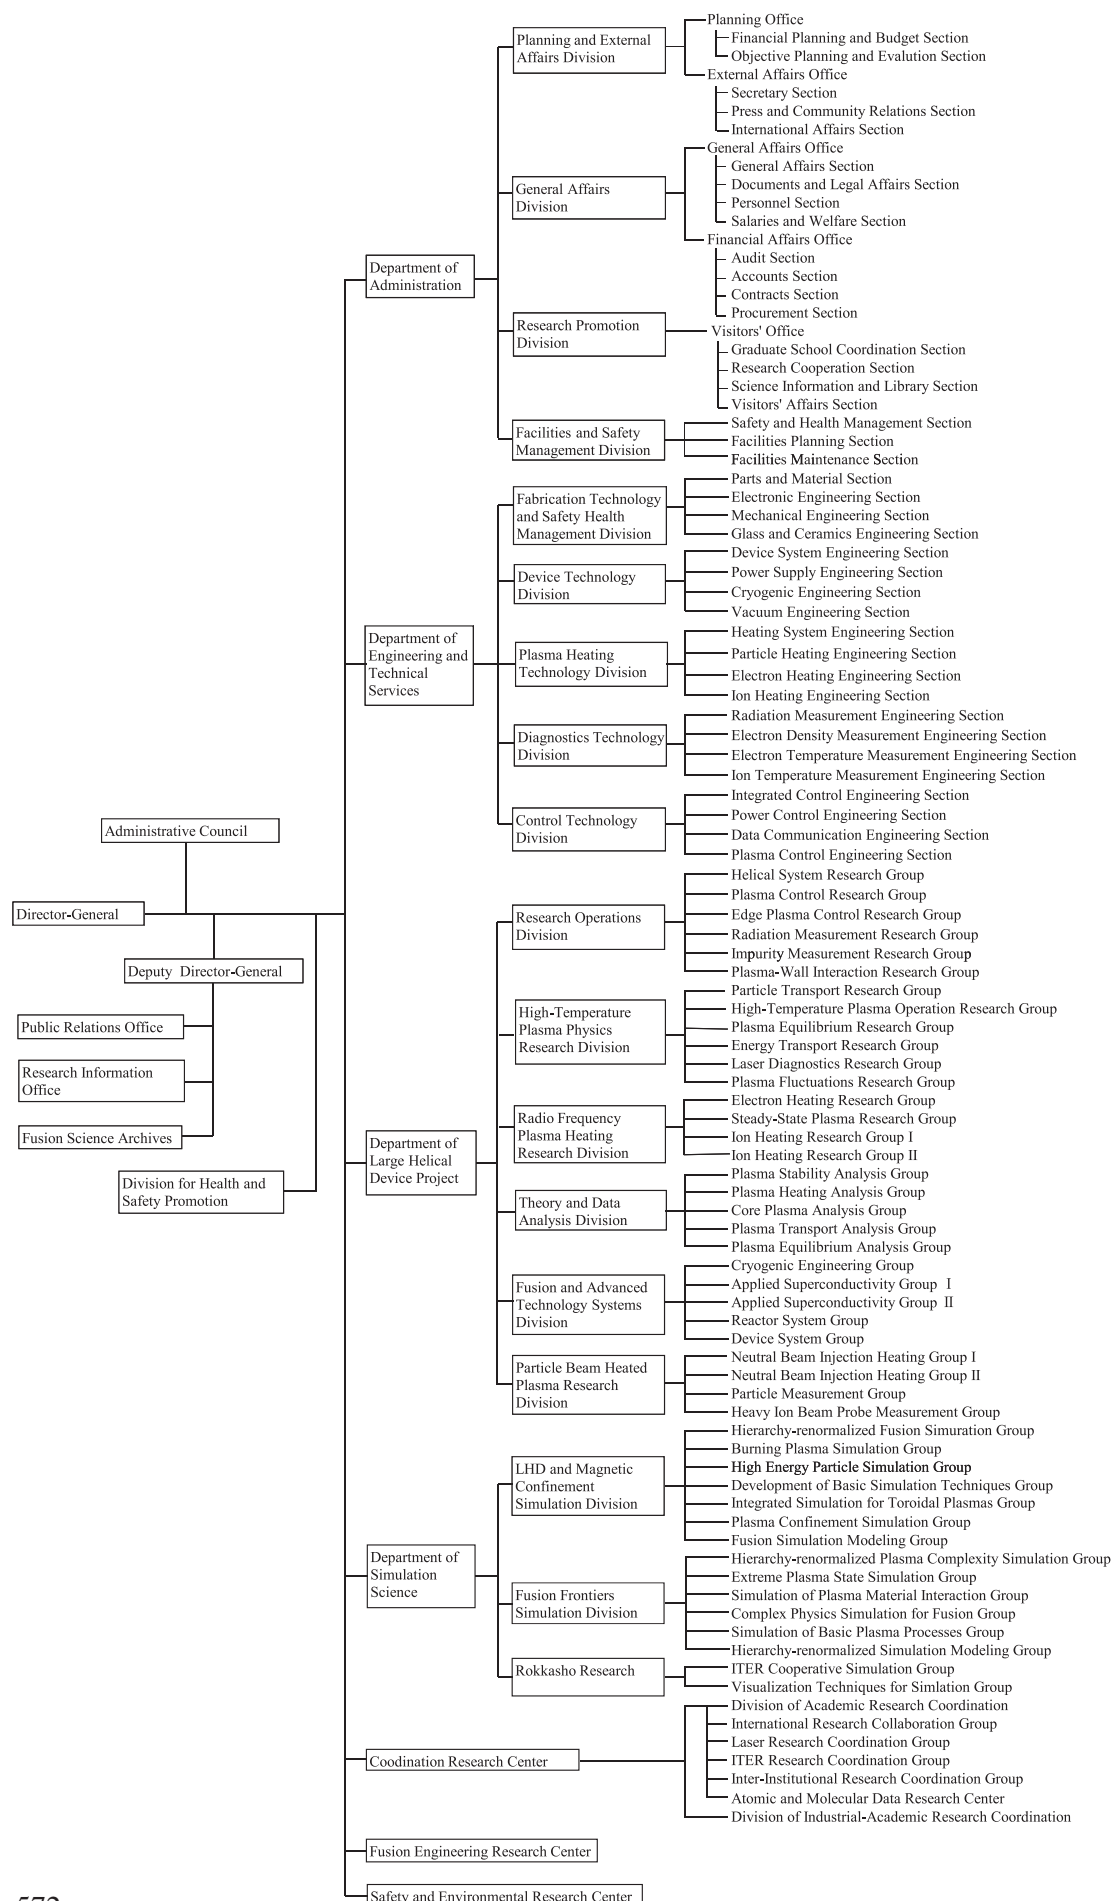 Planning and External
Affairs Division
Planning Office
Financial Planning and Budget Section
Objective Planning and Evalution Section
External Affairs Office
Secretary Section
Press and Community Relations Section
International Affairs Section
General Affairs
Division
General Affairs Office
General Affairs Section
Documents and Legal Affairs Section
Personnel Section
Salaries and Welfare Section
Financial Affairs Office
Audit Section
Accounts Section
Contracts Section
Procurement Section
Department of
Administration
Research Promotion
Division
Visitors' Office
Graduate School Coordination Section
Research Cooperation Section
Science Information and Library Section
Visitors' Affairs Section
Facilities and Safety
Management Division
Safety and Health Management Section
Facilities Planning Section
Facilities Maintenance Section
Fabrication Technology
and Safety Health
Management Division
Parts and Material Section
Electronic Engineering Section
Mechanical Engineering Section
Glass and Ceramics Engineering Section
Device Technology
Division
Device System Engineering Section
Power Supply Engineering Section
Cryogenic Engineering Section
Vacuum Engineering Section
Department of
Engineering and
Technical
Services
Plasma Heating
Technology Division
Heating System Engineering Section
Particle Heating Engineering Section
Electron Heating Engineering Section
Ion Heating Engineering Section
Diagnostics Technology
Division
Radiation Measurement Engineering Section
Electron Density Measurement Engineering Section
Electron Temperature Measurement Engineering Section
Ion Temperature Measurement Engineering Section
Control Technology
Division
Integrated Control Engineering Section
Power Control Engineering Section
Data Communication Engineering Section
Plasma Control Engineering Section
Administrative Council
Director-General
Deputy Director-General
Public Relations Office
Research Information
Office
Fusion Science Archives
Division for Health and
Safety Promotion
Research Operations
Division
Helical System Research Group
Plasma Control Research Group
Edge Plasma Control Research Group
Radiation Measurement Research Group
Impurity Measurement Research Group
Plasma-Wall Interaction Research Group
High-Temperature
Plasma Physics
Research Division
Particle Transport Research Group
High-Temperature Plasma Operation Research Group
Plasma Equilibrium Research Group
Energy Transport Research Group
Laser Diagnostics Research Group
Plasma Fluctuations Research Group
Department of
Large Helical
Device Project
Radio Frequency
Plasma Heating
Research Division
Electron Heating Research Group
Steady-State Plasma Research Group
Ion Heating Research Group I
Ion Heating Research Group II
Theory and Data
Analysis Division
Plasma Stability Analysis Group
Plasma Heating Analysis Group
Core Plasma Analysis Group
Plasma Transport Analysis Group
Plasma Equilibrium Analysis Group
Fusion and Advanced
Technology Systems
Division
Cryogenic Engineering Group
Applied Superconductivity Group I
Applied Superconductivity Group II
Reactor System Group
Device System Group
Particle Beam Heated
Plasma Research
Division
Neutral Beam Injection Heating Group I
Neutral Beam Injection Heating Group II
Particle Measurement Group
Heavy Ion Beam Probe Measurement Group
LHD and Magnetic
Confinement
Simulation Division
Hierarchy-renormalized Fusion Simuration Group
Burning Plasma Simulation Group
High Energy Particle Simulation Group
Development of Basic Simulation Techniques Group
Integrated Simulation for Toroidal Plasmas Group
Plasma Confinement Simulation Group
Fusion Simulation Modeling Group
Department of
Simulation
Science
Fusion Frontiers
Simulation Division
Hierarchy-renormalized Plasma Complexity Simulation Group
Extreme Plasma State Simulation Group
Simulation of Plasma Material Interaction Group
Complex Physics Simulation for Fusion Group
Simulation of Basic Plasma Processes Group
Hierarchy-renormalized Simulation Modeling Group
Rokkasho Research
ITER Cooperative Simulation Group
Visualization Techniques for Simlation Group
Coodination Research Center
Division of Academic Research Coordination
International Research Collaboration Group
Laser Research Coordination Group
ITER Research Coordination Group
Inter-Institutional Research Coordination Group
Atomic and Molecular Data Research Center
Division of Industrial-Academic Research Coordination
Fusion Engineering Research Center
Safety and Environmental Research Center